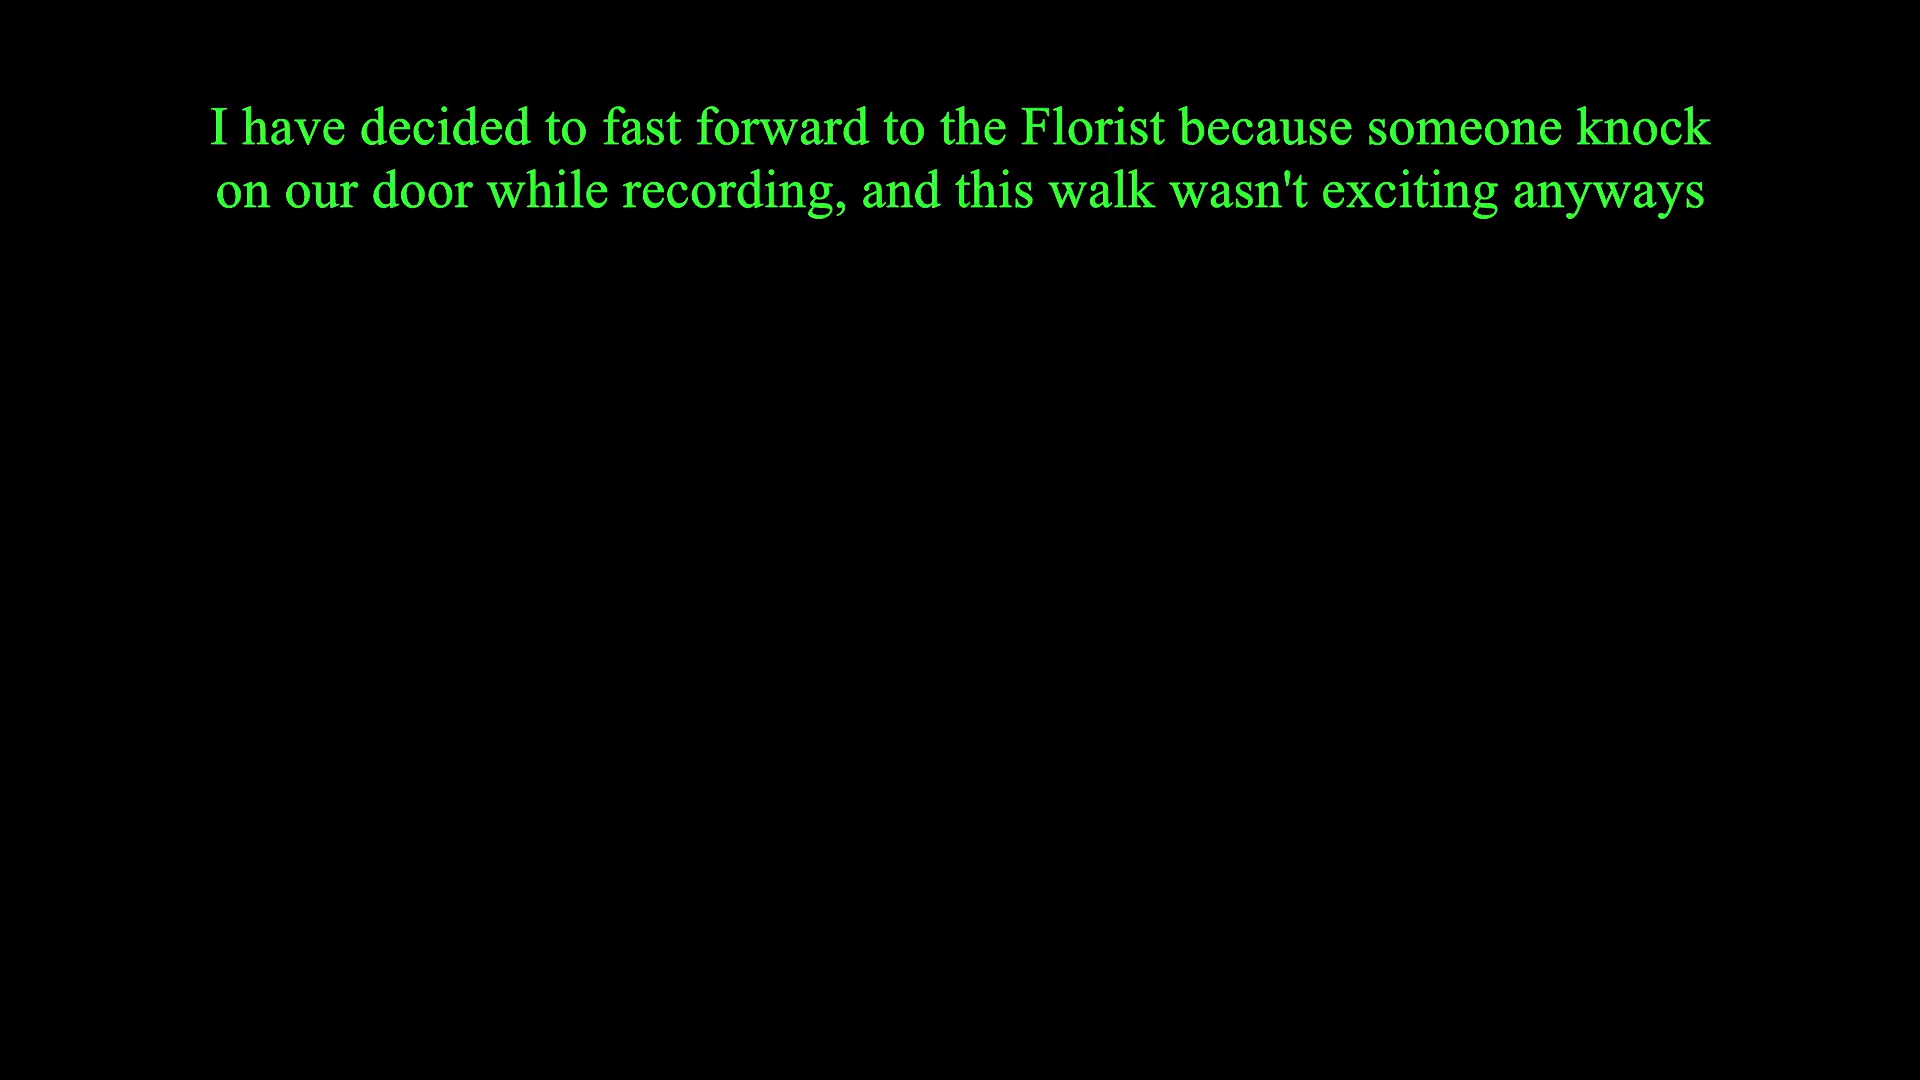 I have decided to fast forward to the Florist because someone knock
on our door while recording, and this walk wasn't exciting anyways